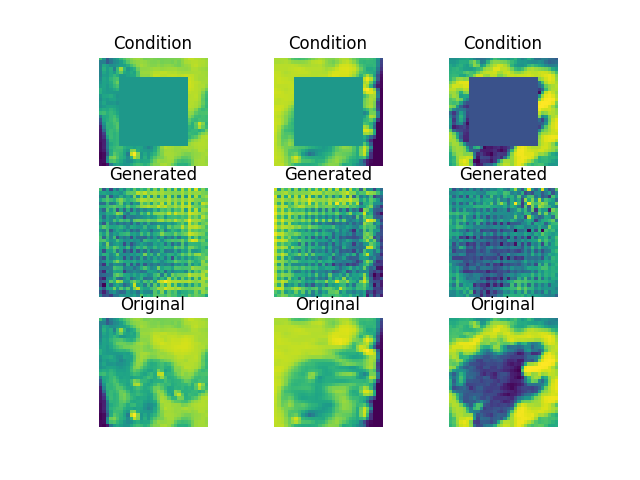 Condition Condition Condition
Generated Generated Generated
Original Original Original